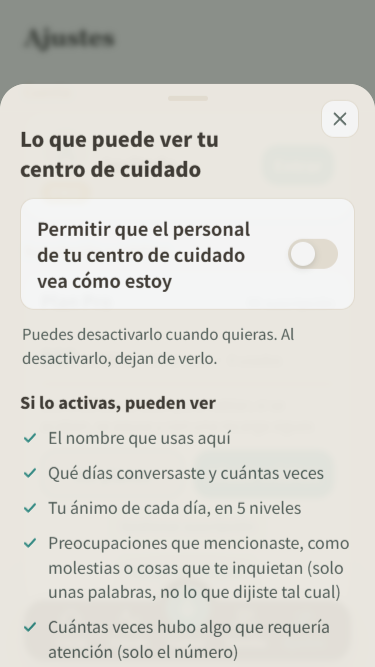 Ajustes
Lo que puede ver tu
centro de cuidado
Permitir que el personal
de tu centro de cuidado
vea cómo estoy
Puedes desactivarlo cuando quieras. Al
desactivarlo, dejan de verlo.
Si lo activas, pueden ver
El nombre que usas aquí
Qué días conversaste y cuántas veces
Tu ánimo de cada día, en 5 niveles
Preocupaciones que mencionaste, como
molestias o cosas que te inquietan (solo
unas palabras, no lo que dijiste tal cual)
Cuántas veces hubo algo que requería
atención (solo el número)